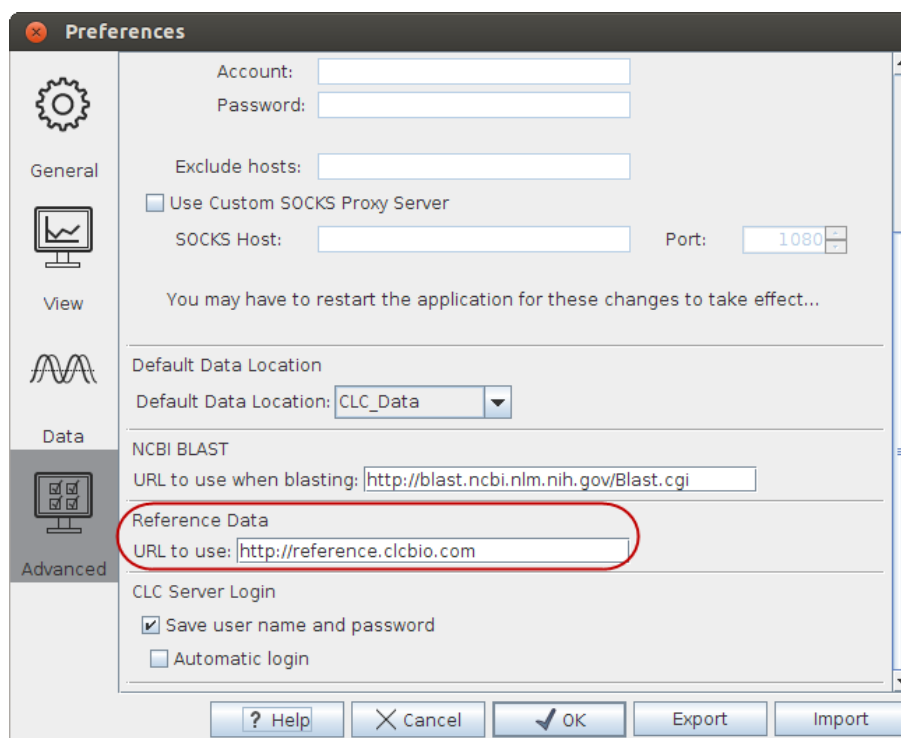 Preferences
General
View
Data
Advanced
Account:
Password:
Exclude hosts:
Use Custom SOCKS Proxy Server
SOCKS Host: Port: 1080
You may have to restart the application for these changes to take effect...
Default Data Location
Default Data Location: CLC_Data
NCBI BLAST
URL to use when blasting: http://blast.ncbi.nlm.nih.gov/Blast.cgi
Reference Data
URL to use: http://reference.clcbio.com
CLC Server Login
Save user name and password
Automatic login
? Help Cancel OK Export Import